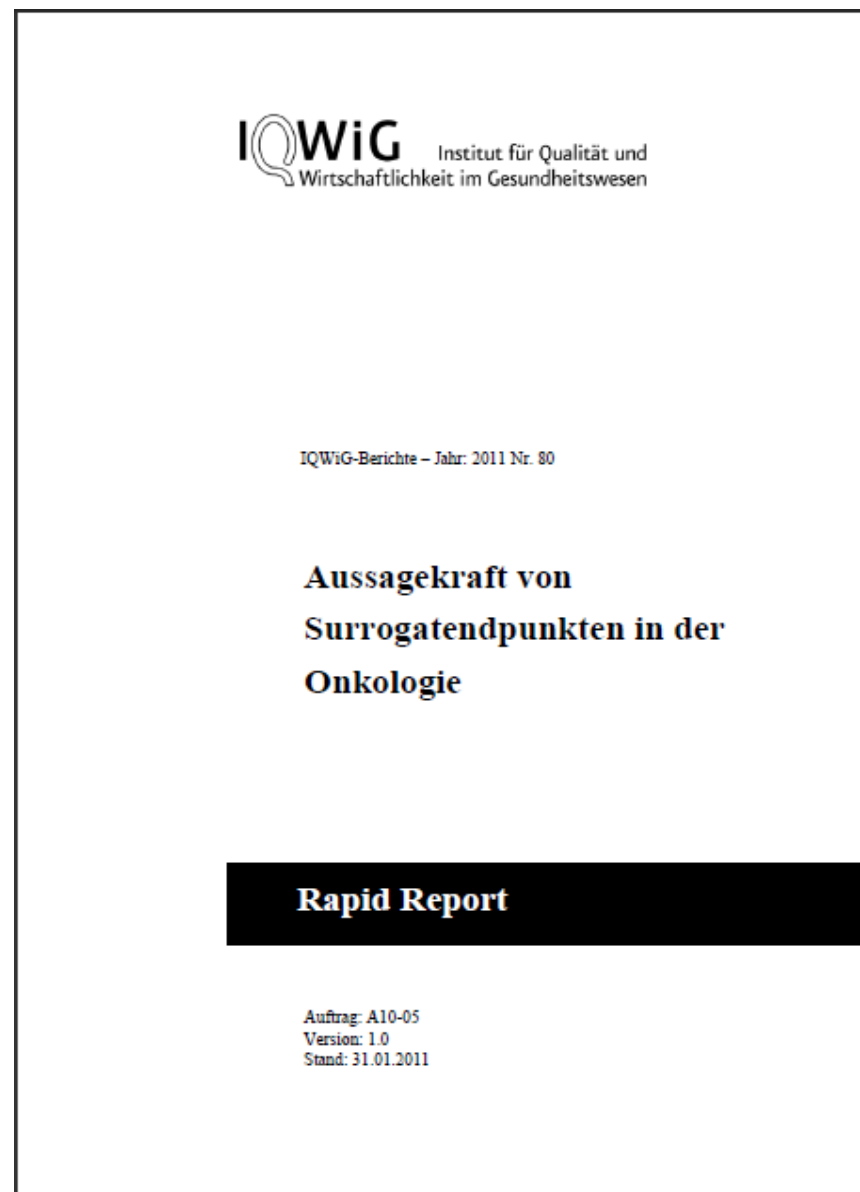 IQWiG Institut für Qualität und
Wirtschaftlichkeit im Gesundheitswesen
IQWiG-Berichte – Jahr: 2011 Nr. 80
Aussagekraft von
Surrogatendpunkten in der
Onkologie
Rapid Report
Auftrag: A10-05
Version: 1.0
Stand: 31.01.2011